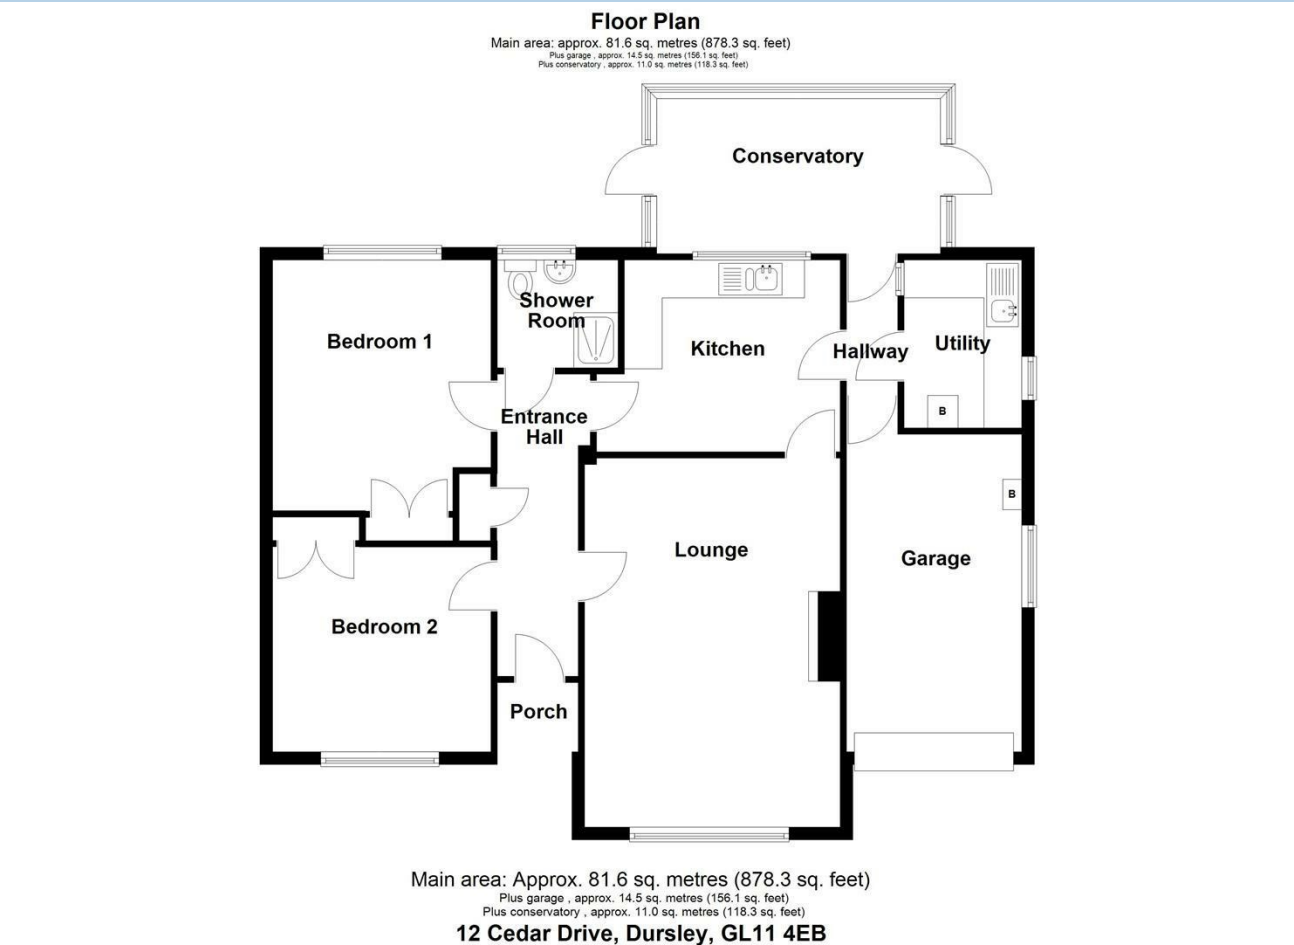 Floor Plan
Main area: approx. 81.6 sq. metres (878.3 sq. feet)
Plus garage , approx. 14.5 sq. metres (156.1 sq. feet)
Plus conservatory , approx. 11.0 sq. metres (118.3 sq. feet)
Conservatory
Shower
Room
Bedroom 1
Kitchen
Hallway
Utility
B
Entrance
Hall
B
Lounge
Garage
Bedroom 2
Porch
Main area: Approx. 81.6 sq. metres (878.3 sq. feet)
Plus garage , approx. 14.5 sq. metres (156.1 sq. feet)
Plus conservatory , approx. 11.0 sq. metres (118.3 sq. feet)
12 Cedar Drive, Dursley, GL11 4EB